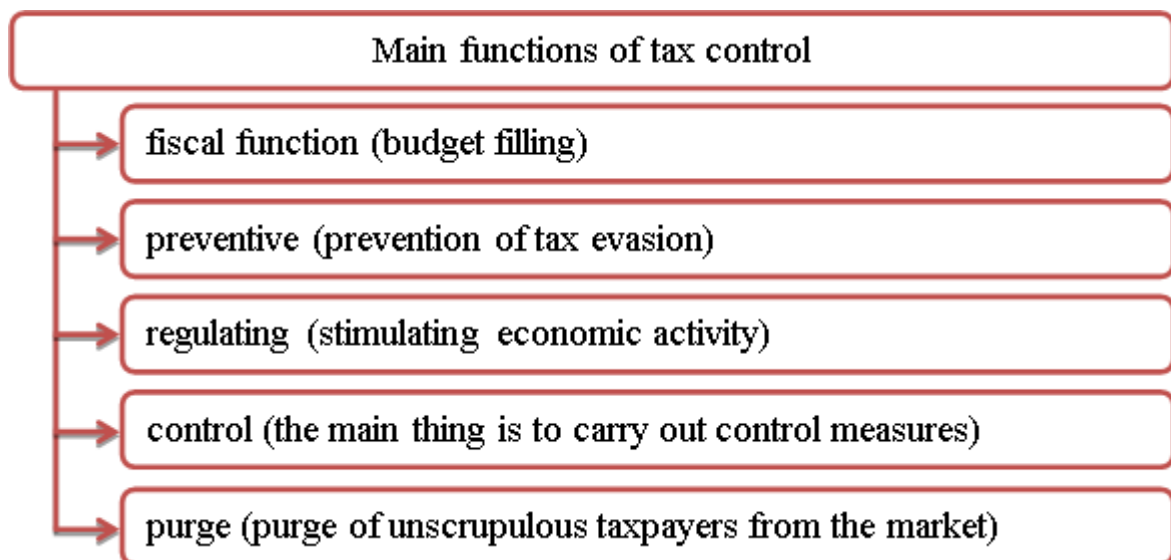 Main functions of tax control
fiscal function (budget filling)
preventive (prevention of tax evasion)
regulating (stimulating economic activity)
control (the main thing is to carry out control measures)
purge (purge of unscrupulous taxpayers from the market)